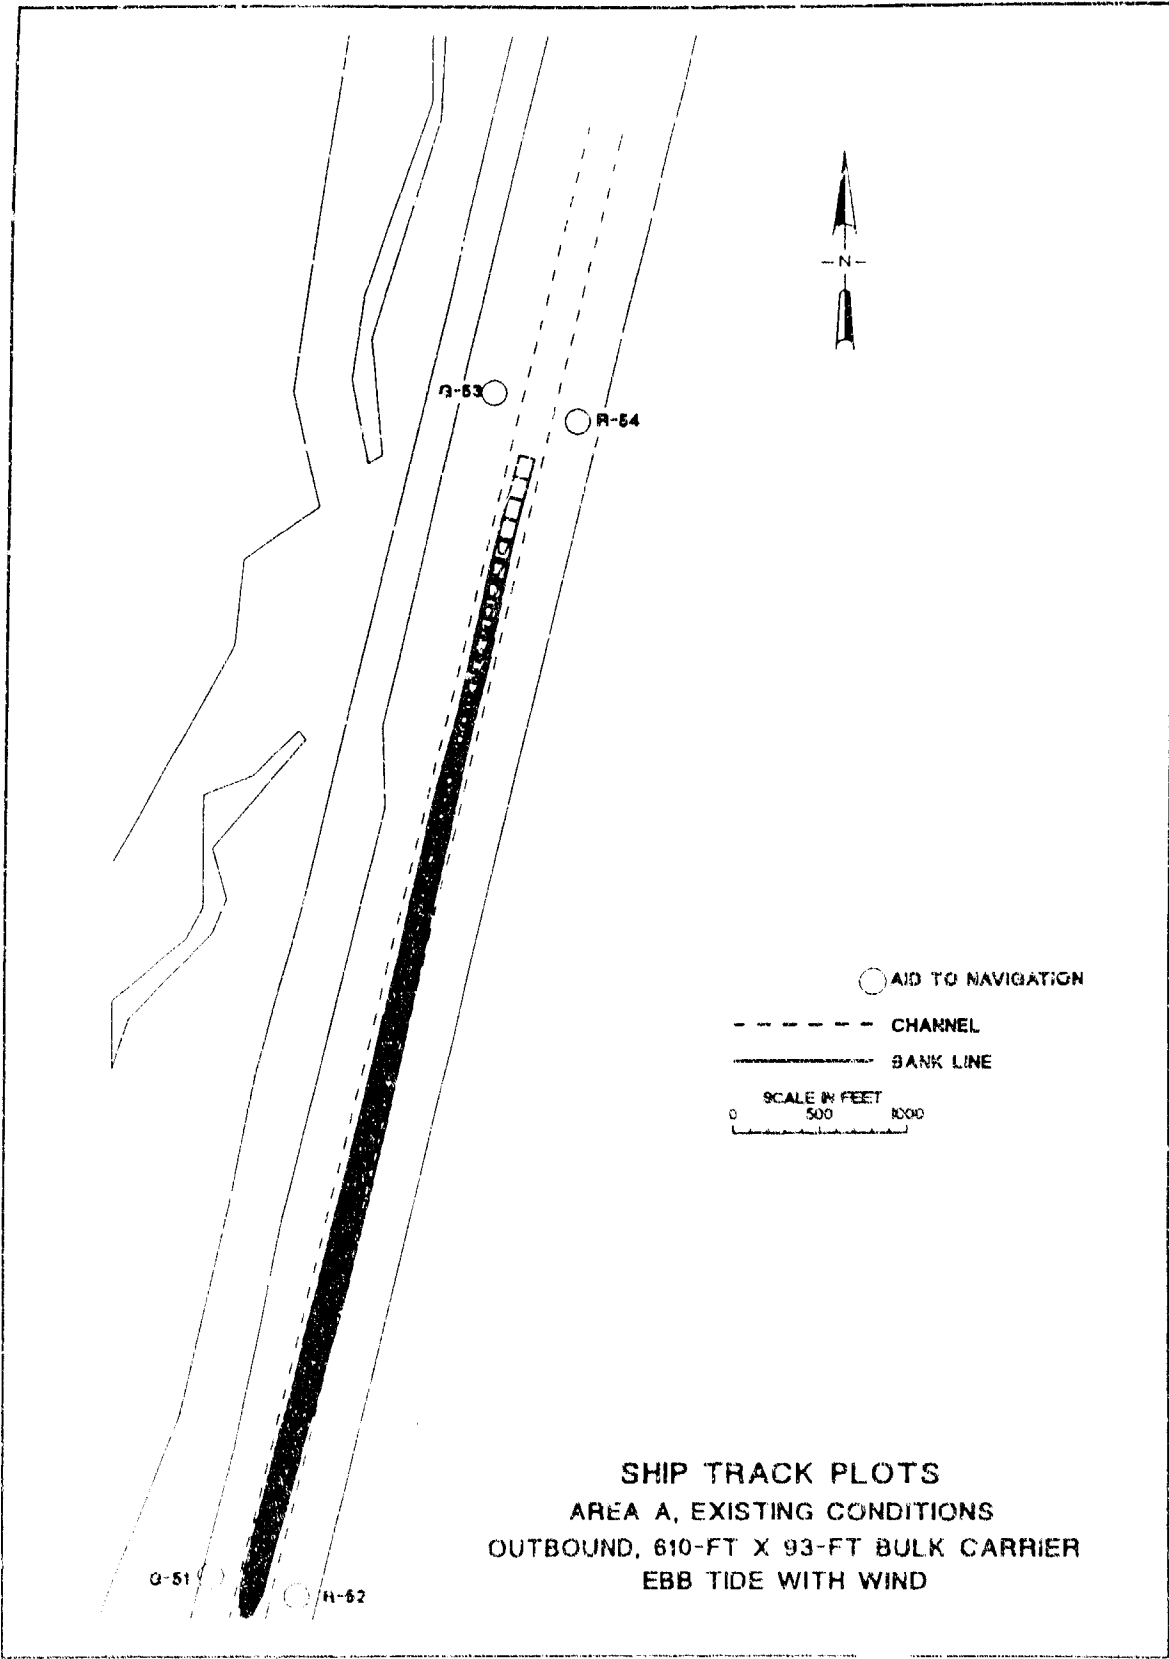 N
G-53
R-54
AID TO NAVIGATION
CHANNEL
BANK LINE
SCALE IN FEET
0 500 1000
SHIP TRACK PLOTS
AREA A, EXISTING CONDITIONS
OUTBOUND, 610-FT X 93-FT BULK CARRIER
EBB TIDE WITH WIND
G-51
R-52